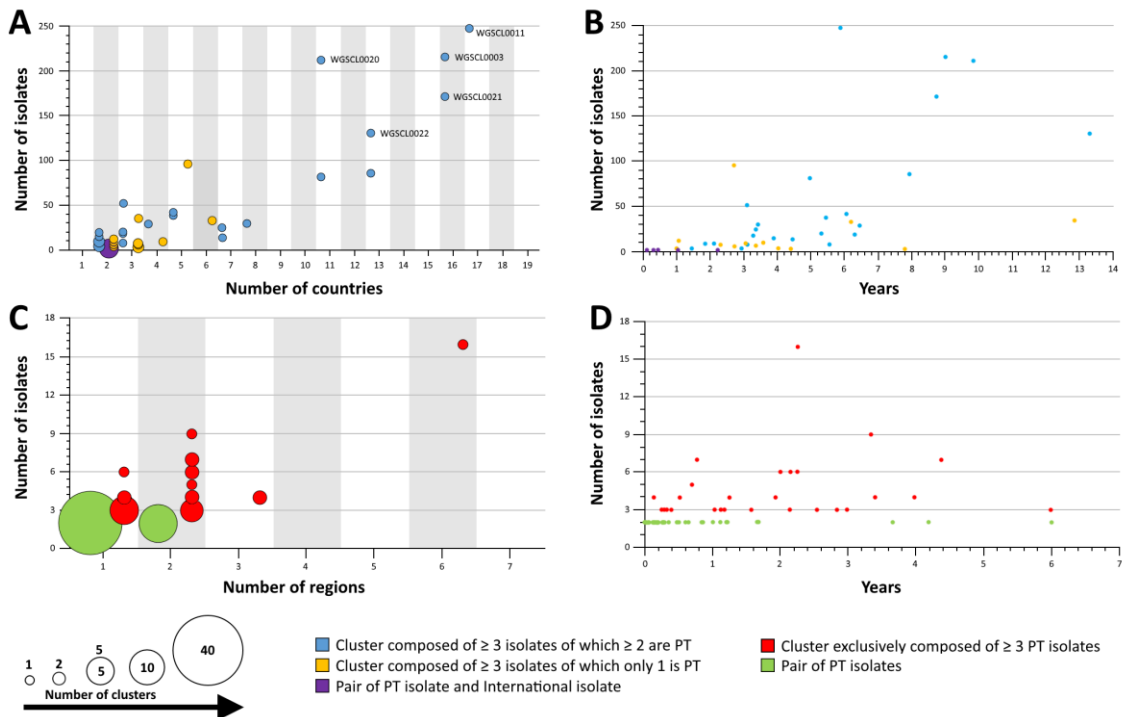 A
Number of isolates
250
200
150
100
50
0
WGSCL0011
WGSCL0020
WGSCL0003
WGSCL0021
WGSCL0022
1 2 3 4 5 6 7 8 9 10 11 12 13 14 15 16 17 18 19
Number of countries
B
Number of isolates
250
200
150
100
50
0
0 1 2 3 4 5 6 7 8 9 10 11 12 13 14
Years
C
Number of isolates
18
15
12
9
6
3
0
1 2 3 4 5 6 7
Number of regions
D
Number of isolates
18
15
12
9
6
3
0
0 1 2 3 4 5 6 7
Years
1 2 5 5 10 40
Number of clusters
Cluster composed of ≥ 3 isolates of which ≥ 2 are PT
Cluster composed of ≥ 3 isolates of which only 1 is PT
Pair of PT isolate and International isolate
Cluster exclusively composed of ≥ 3 PT isolates
Pair of PT isolates